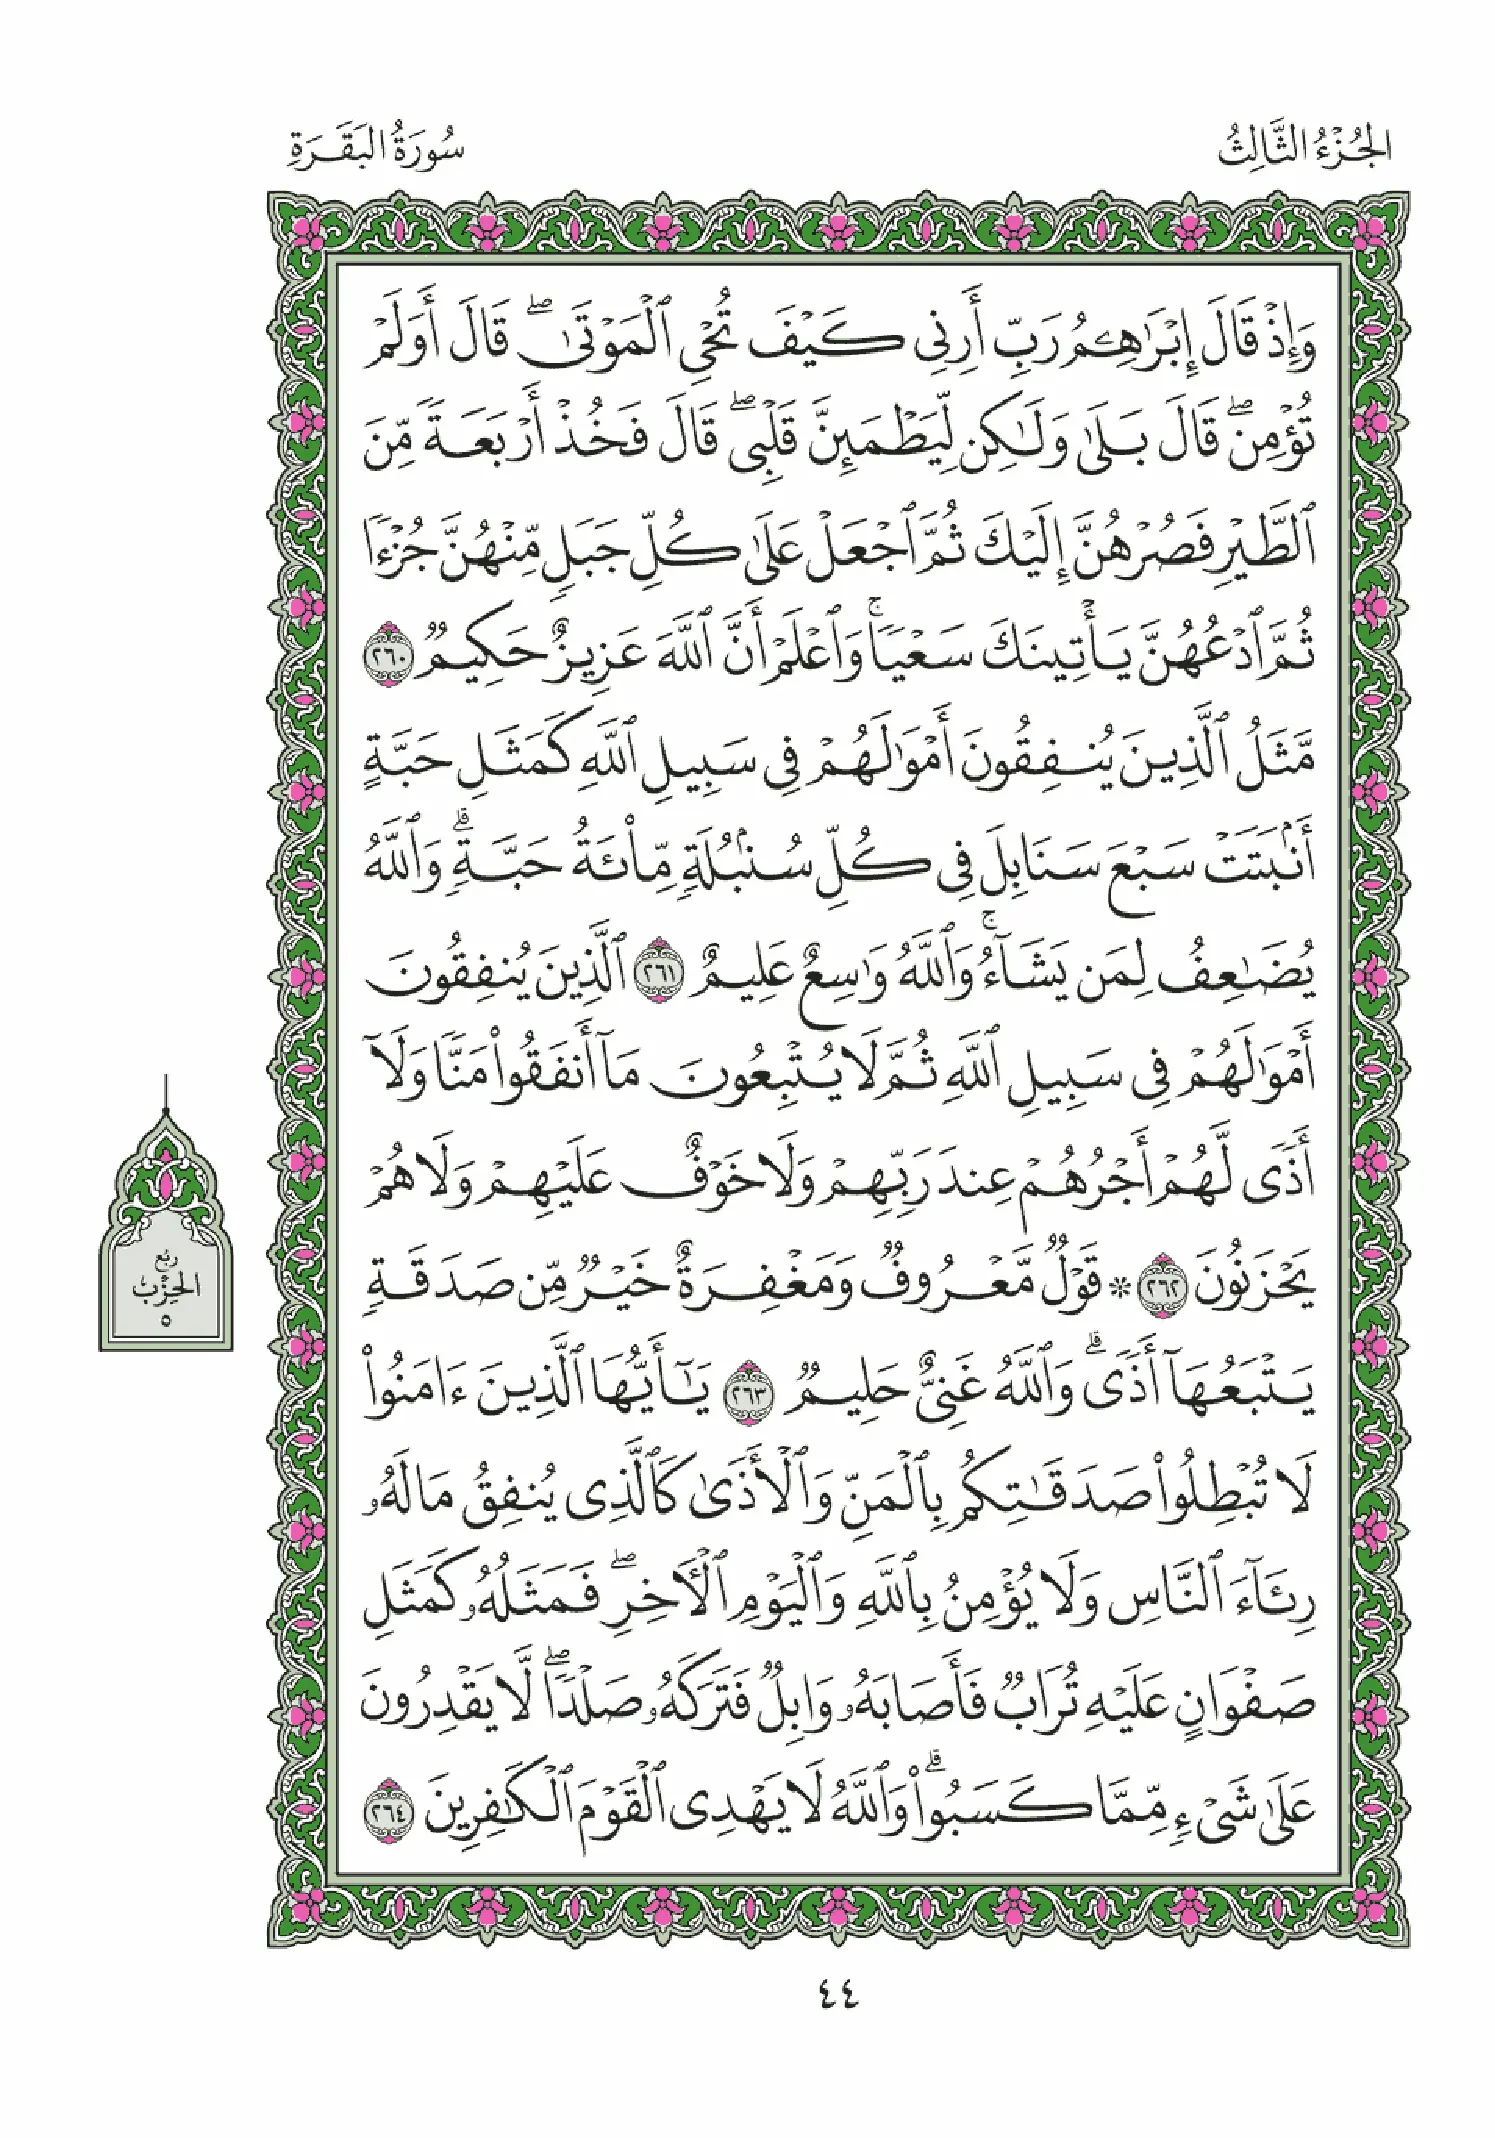 الجُزْءُ الثَّالِثُ
سُورَةُ البَقَرَةِ
وَإِذْ قَالَ إِبْرَٰهِـۧمُ رَبِّ أَرِنِي كَيْفَ تُحْيِ ٱلْمَوْتَىٰۖ قَالَ أَوَلَمْ
تُؤْمِنۖ قَالَ بَلَىٰ وَلَٰكِن لِّيَطْمَئِنَّ قَلْبِيۖ قَالَ فَخُذْ أَرْبَعَةً مِّنَ
ٱلطَّيْرِ فَصُرْهُنَّ إِلَيْكَ ثُمَّ ٱجْعَلْ عَلَىٰ كُلِّ جَبَلٍ مِّنْهُنَّ جُزْءًا
ثُمَّ ٱدْعُهُنَّ يَأْتِينَكَ سَعْيًاۚ وَٱعْلَمْ أَنَّ ٱللَّهَ عَزِيزٌ حَكِيمٌ ٢٦٠
مَّثَلُ ٱلَّذِينَ يُنفِقُونَ أَمْوَٰلَهُمْ فِي سَبِيلِ ٱللَّهِ كَمَثَلِ حَبَّةٍ
أَنۢبَتَتْ سَبْعَ سَنَابِلَ فِي كُلِّ سُنۢبُلَةٍ مِّا۟ئَةُ حَبَّةٍۗ وَٱللَّهُ
يُضَٰعِفُ لِمَن يَشَآءُۚ وَٱللَّهُ وَٰسِعٌ عَلِيمٌ ٢٦١ ٱلَّذِينَ يُنفِقُونَ
أَمْوَٰلَهُمْ فِي سَبِيلِ ٱللَّهِ ثُمَّ لَا يُتْبِعُونَ مَآ أَنفَقُوا۟ مَنًّا وَلَآ
أَذًى لَّهُمْ أَجْرُهُمْ عِندَ رَبِّهِمْ وَلَا خَوْفٌ عَلَيْهِمْ وَلَا هُمْ
يَحْزَنُونَ ٢٦٢ ۞ قَوْلٌ مَّعْرُوفٌ وَمَغْفِرَةٌ خَيْرٌ مِّن صَدَقَةٍ
يَتْبَعُهَآ أَذًىۗ وَٱللَّهُ غَنِيٌّ حَلِيمٌ ٢٦٣ يَٰٓأَيُّهَا ٱلَّذِينَ ءَامَنُوا۟
لَا تُبْطِلُوا۟ صَدَقَٰتِكُم بِٱلْمَنِّ وَٱلْأَذَىٰ كَٱلَّذِي يُنفِقُ مَالَهُۥ
رِئَآءَ ٱلنَّاسِ وَلَا يُؤْمِنُ بِٱللَّهِ وَٱلْيَوْمِ ٱلْأَخِرِۖ فَمَثَلُهُۥ كَمَثَلِ
صَفْوَانٍ عَلَيْهِ تُرَابٌ فَأَصَابَهُۥ وَابِلٌ فَتَرَكَهُۥ صَلْدًاۖ لَّا يَقْدِرُونَ
عَلَىٰ شَيْءٍ مِّمَّا كَسَبُوا۟ۗ وَٱللَّهُ لَا يَهْدِي ٱلْقَوْمَ ٱلْكَٰفِرِينَ ٢٦٤
رُبْع
الحِزْب
٥
٤٤